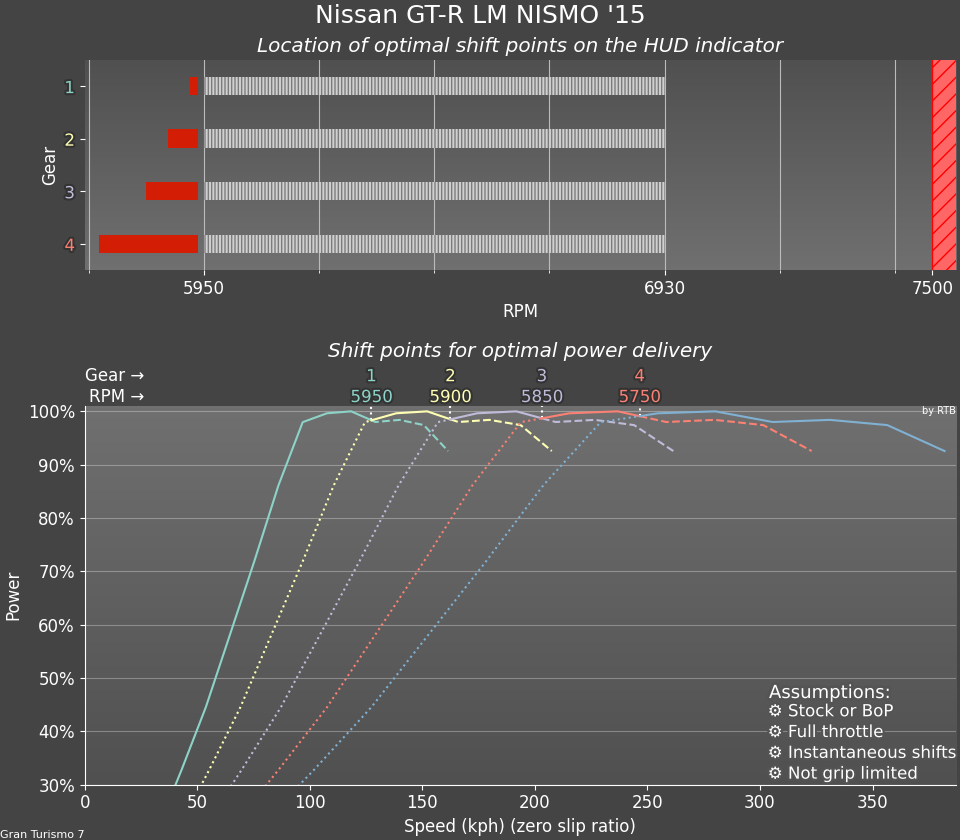 Nissan GT-R LM NISMO '15
Location of optimal shift points on the HUD indicator
Gear
1
2
3
4
5950 6930 7500
RPM
Shift points for optimal power delivery
Gear → 1 2 3 4
RPM → 5950 5900 5850 5750
by RTB
Power
100%
90%
80%
70%
60%
50%
40%
30%
Assumptions:
⚙ Stock or BoP
⚙ Full throttle
⚙ Instantaneous shifts
⚙ Not grip limited
0 50 100 150 200 250 300 350
Speed (kph) (zero slip ratio)
Gran Turismo 7